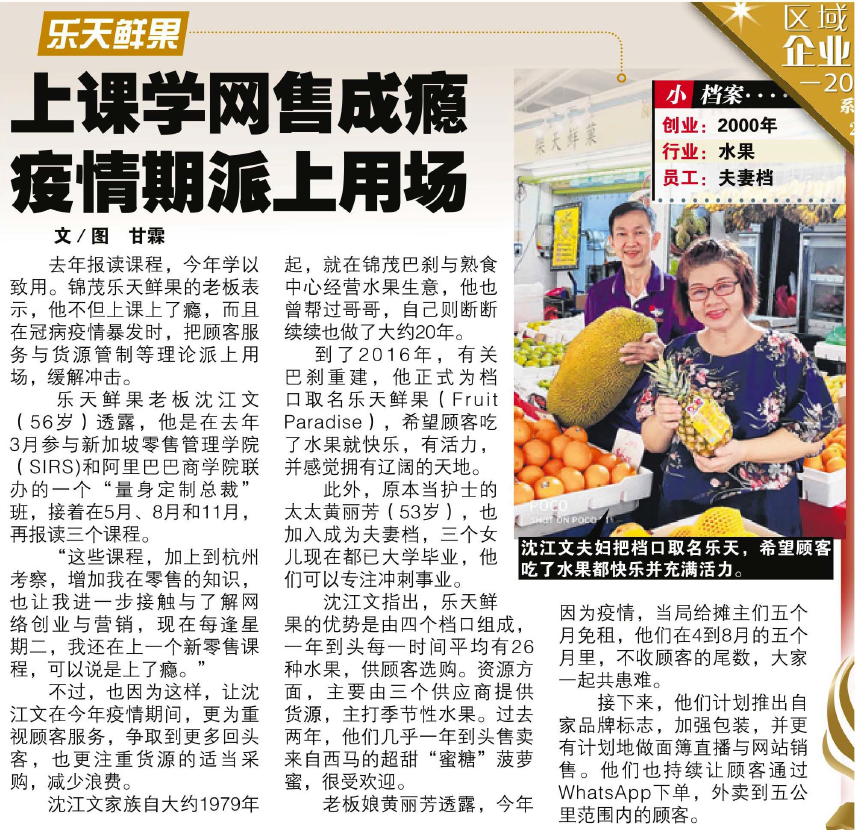 乐天鲜果
上课学网售成瘾
疫情期派上用场
文/图 甘霖
去年报读课程，今年学以
致用。锦茂乐天鲜果的老板表
示，他不但上课上了瘾，而且
在冠病疫情暴发时，把顾客服
务与货源管制等理论派上用
场，缓解冲击。
乐天鲜果老板沈江文
（56岁）透露，他是在去年
3月参与新加坡零售管理学院
（SIRS)和阿里巴巴商学院联
办的一个“量身定制总裁”
班，接着在5月、8月和11月，
再报读三个课程。
“这些课程，加上到杭州
考察，增加我在零售的知识，
也让我进一步接触与了解网
络创业与营销，现在每逢星
期二，我还在上一个新零售课
程，可以说是上了瘾。”
不过，也因为这样，让沈
江文在今年疫情期间，更为重
视顾客服务，争取到更多回头
客，也更注重货源的适当采
购，减少浪费。
沈江文家族自大约1979年
起，就在锦茂巴刹与熟食
中心经营水果生意，他也
曾帮过哥哥，自己则断断
续续也做了大约20年。
到了2016年，有关
巴刹重建，他正式为档
口取名乐天鲜果（Fruit
Paradise），希望顾客吃
了水果就快乐，有活力，
并感觉拥有辽阔的天地。
此外，原本当护士的
太太黄丽芳（53岁），也
加入成为夫妻档，三个女
儿现在都已大学毕业，他
们可以专注冲刺事业。
沈江文指出，乐天鲜
果的优势是由四个档口组成，
一年到头每一时间平均有26
种水果，供顾客选购。资源方
面，主要由三个供应商提供
货源，主打季节性水果。过去
两年，他们几乎一年到头售卖
来自西马的超甜“蜜糖”菠萝
蜜，很受欢迎。
老板娘黄丽芳透露，今年
因为疫情，当局给摊主们五个
月免租，他们在4到8月的五个
月里，不收顾客的尾数，大家
一起共患难。
接下来，他们计划推出自
家品牌标志，加强包装，并更
有计划地做面簿直播与网站销
售。他们也持续让顾客通过
WhatsApp下单，外卖到五公
里范围内的顾客。
小档案·····
创业：2000年
行业：水果
员工：夫妻档
区域
企业
—20
系
樂天鮮菓
POCO
SHOT ON POCO
沈江文夫妇把档口取名乐天，希望顾客
吃了水果都快乐并充满活力。